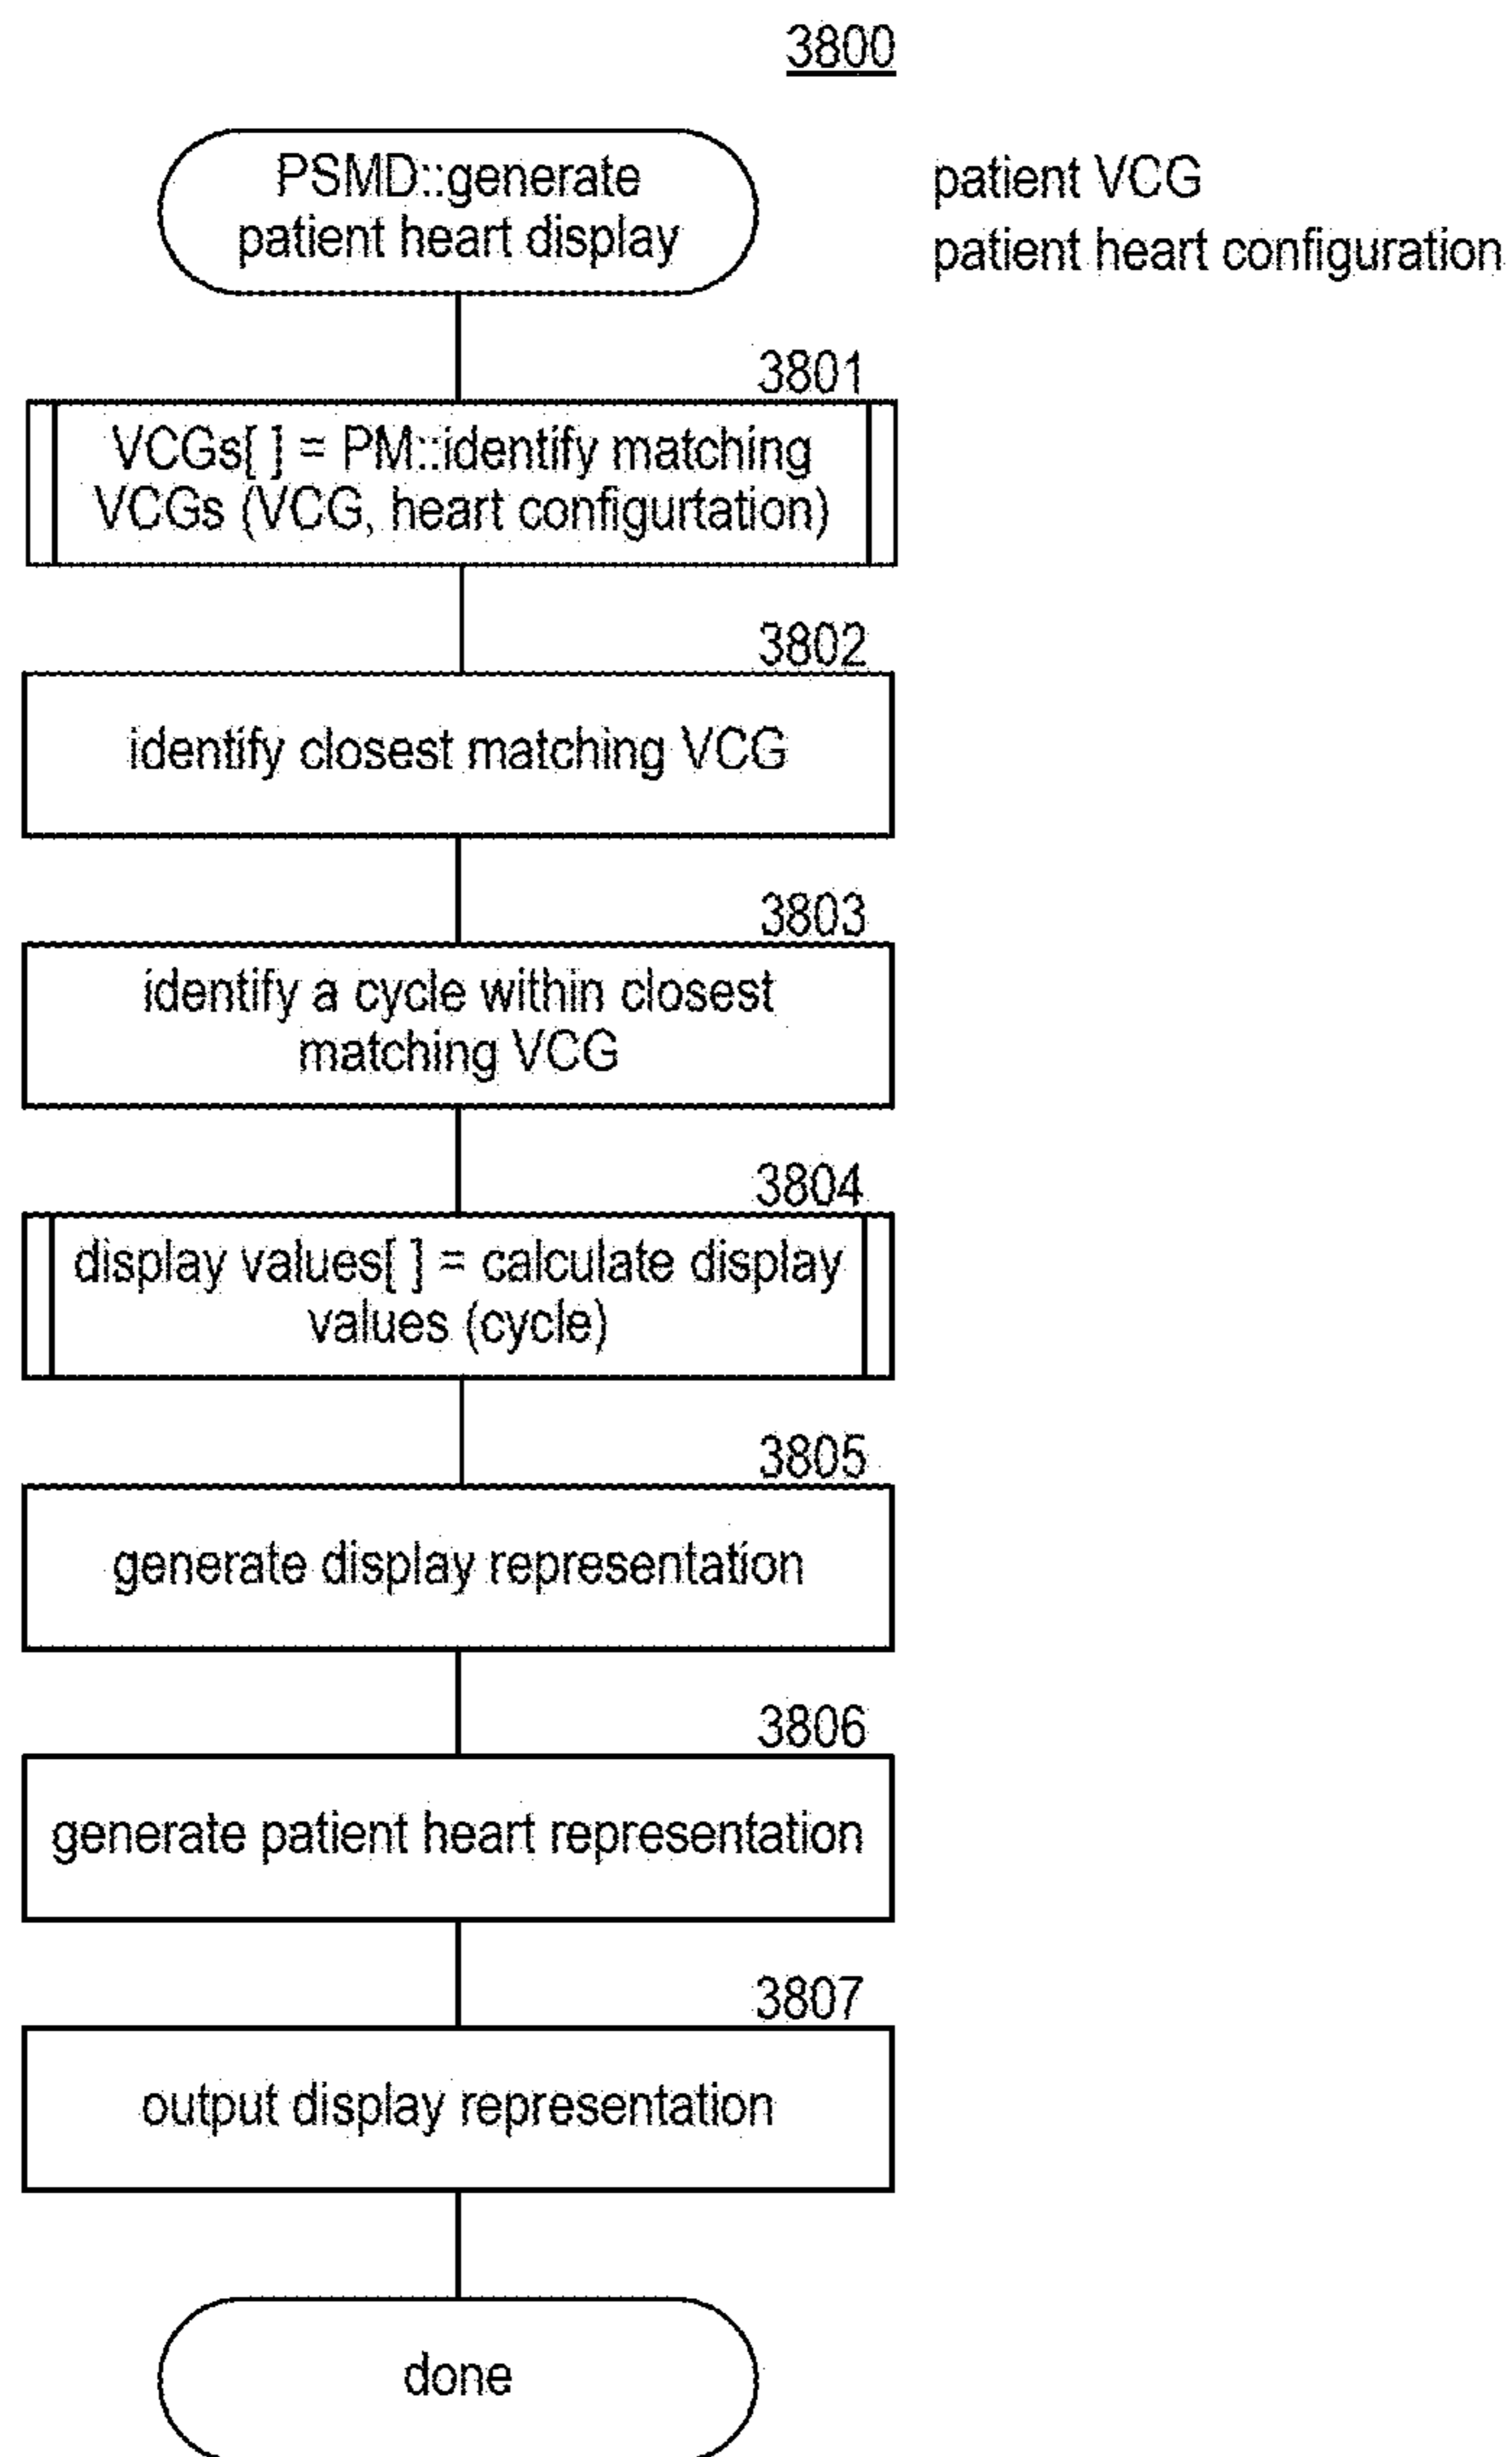 3800
PSMD::generate
patient heart display
patient VCG
patient heart configuration
3801
VCGs[ ] = PM::identify matching
VCGs (VCG, heart configurtation)
3802
identify closest matching VCG
3803
identify a cycle within closest
matching VCG
3804
display values[ ] = calculate display
values (cycle)
3805
generate display representation
3806
generate patient heart representation
3807
output display representation
done